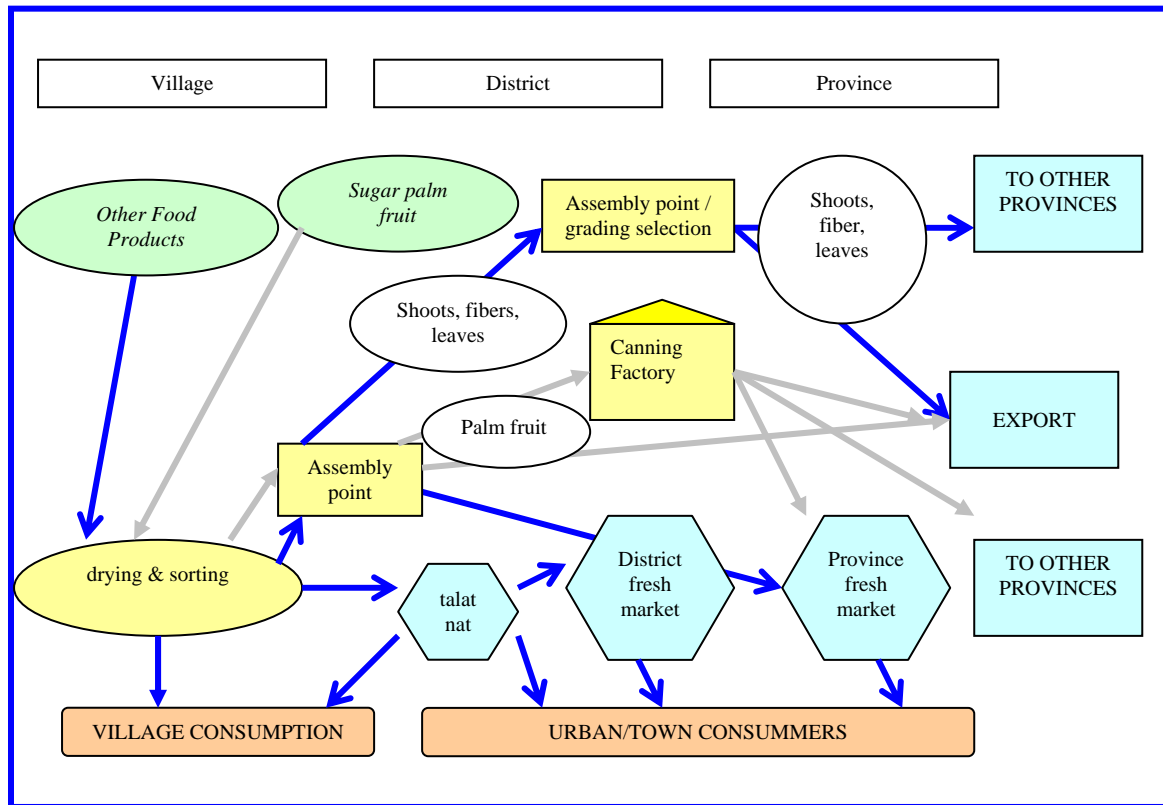 Village
District
Province
Other Food
Products
Sugar palm
fruit
Assembly point /
grading selection
Shoots,
fiber,
leaves
TO OTHER
PROVINCES
Shoots, fibers,
leaves
Canning
Factory
Palm fruit
EXPORT
Assembly
point
drying & sorting
talat
nat
District
fresh
market
Province
fresh
market
TO OTHER
PROVINCES
VILLAGE CONSUMPTION
URBAN/TOWN CONSUMMERS